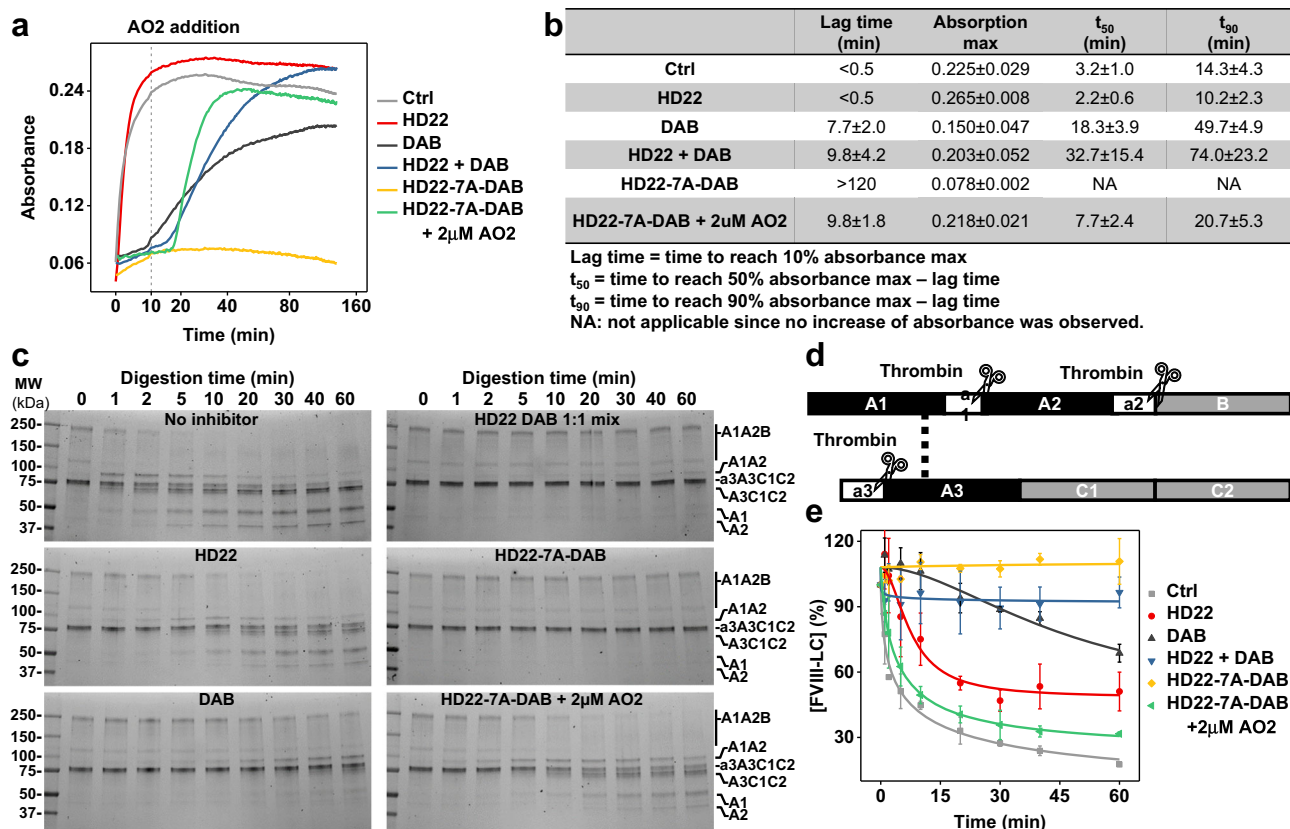 a
AO2 addition
Absorbance
0.24
0.18
0.12
0.06
0 10 20 40 80 160
Time (min)
Ctrl
HD22
DAB
HD22 + DAB
HD22-7A-DAB
HD22-7A-DAB
+ 2μM AO2
b
Lag time (min) Absorption max t50 (min) t90 (min)
Ctrl <0.5 0.225±0.029 3.2±1.0 14.3±4.3
HD22 <0.5 0.265±0.008 2.2±0.6 10.2±2.3
DAB 7.7±2.0 0.150±0.047 18.3±3.9 49.7±4.9
HD22 + DAB 9.8±4.2 0.203±0.052 32.7±15.4 74.0±23.2
HD22-7A-DAB >120 0.078±0.002 NA NA
HD22-7A-DAB + 2uM AO2 9.8±1.8 0.218±0.021 7.7±2.4 20.7±5.3
Lag time = time to reach 10% absorbance max
t50 = time to reach 50% absorbance max – lag time
t90 = time to reach 90% absorbance max – lag time
NA: not applicable since no increase of absorbance was observed.
c
MW
(kDa)
Digestion time (min)
0 1 2 5 10 20 30 40 60
Digestion time (min)
0 1 2 5 10 20 30 40 60
No inhibitor
250-
150-
100-
75-
50-
37-
HD22 DAB 1:1 mix
A1A2B
A1A2
a3A3C1C2
A3C1C2
A1
A2
HD22
250-
150-
100-
75-
50-
37-
HD22-7A-DAB
A1A2B
A1A2
a3A3C1C2
A3C1C2
A1
A2
DAB
250-
150-
100-
75-
50-
37-
HD22-7A-DAB + 2μM AO2
A1A2B
A1A2
a3A3C1C2
A3C1C2
A1
A2
d
Thrombin Thrombin
A1 a1 A2 a2 B
Thrombin
a3 A3 C1 C2
e
[FVIII-LC] (%)
120
90
60
30
0 15 30 45 60
Time (min)
Ctrl
HD22
DAB
HD22 + DAB
HD22-7A-DAB
HD22-7A-DAB
+2μM AO2